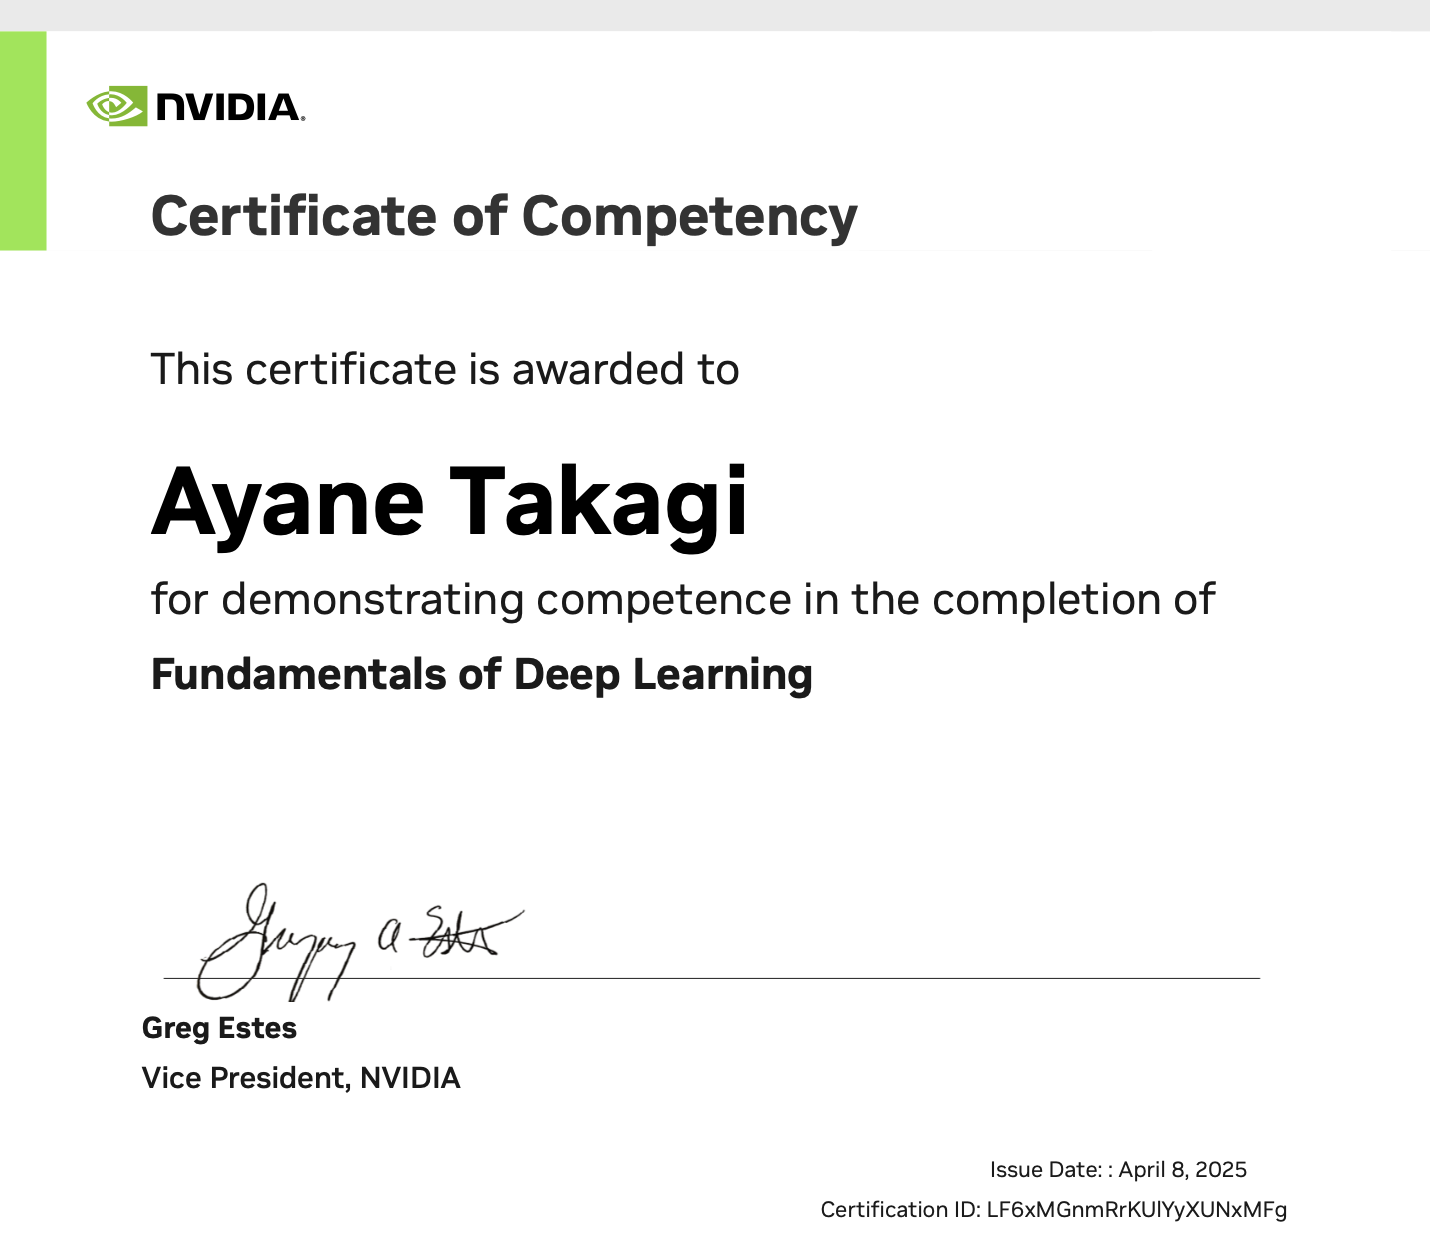 NVIDIA®
Certificate of Competency
This certificate is awarded to
Ayane Takagi
for demonstrating competence in the completion of
Fundamentals of Deep Learning
Gregory A Estes
Greg Estes
Vice President, NVIDIA
Issue Date: : April 8, 2025
Certification ID: LF6xMGnmRrKUlYyXUNxMFg